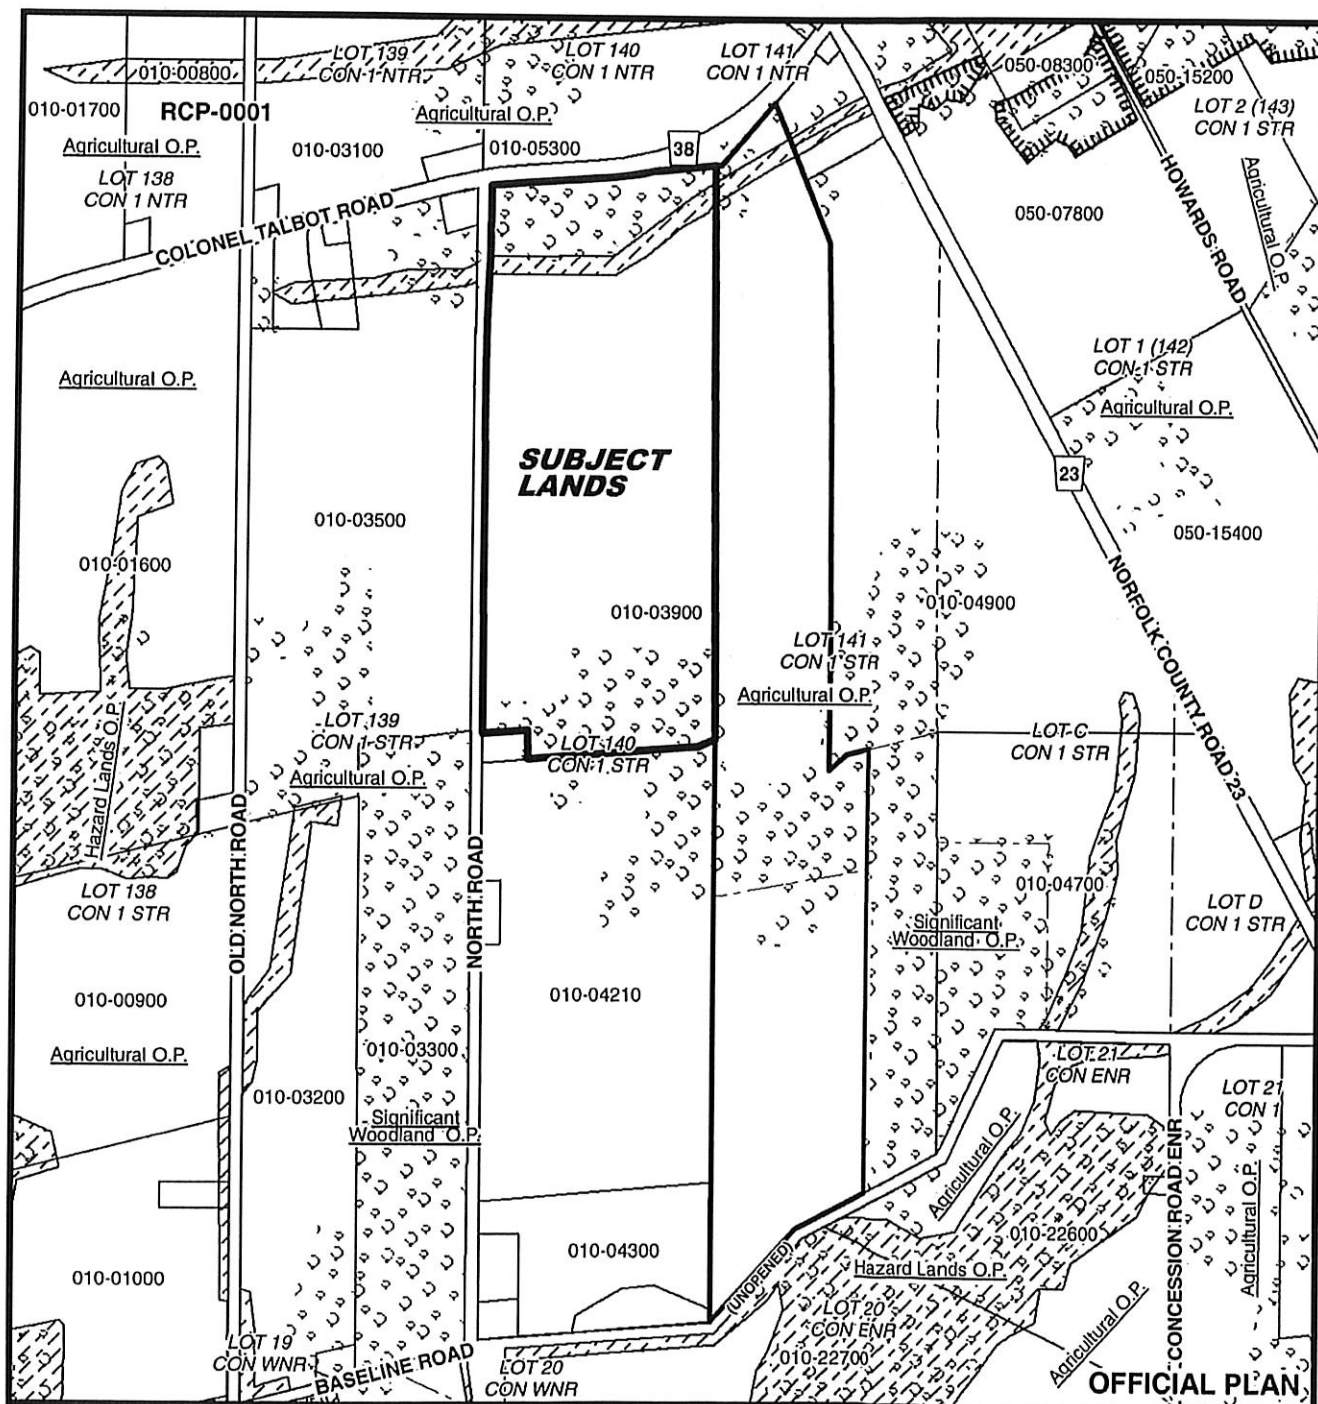 LOT 139
CON 1 NTR
LOT 140
CON 1 NTR
LOT 141
CON 1 NTR
010-00800
050-08300
050-15200
010-01700
RCP-0001
Agricultural O.P.
LOT 2 (143)
CON 1 STR
Agricultural O.P.
010-03100
010-05300
38
LOT 138
CON 1 NTR
HOWARDS ROAD
Agricultural O.P.
050-07800
COLONEL TALBOT ROAD
LOT 1 (142)
CON 1 STR
Agricultural O.P.
Agricultural O.P.
SUBJECT
LANDS
23
010-03500
050-15400
010-01600
010-03900
010-04900
NORFOLK COUNTY ROAD 23
LOT 141
CON 1 STR
Agricultural O.P.
Hazard Lands O.P.
LOT 139
CON 1 STR
Agricultural O.P.
LOT 140
CON 1 STR
LOT C
CON 1 STR
OLD NORTH ROAD
NORTH ROAD
LOT 138
CON 1 STR
010-04700
LOT D
CON 1 STR
Significant
Woodland O.P.
010-00900
010-04210
Agricultural O.P.
010-03300
LOT 21
CON ENR
LOT 21
CON 1
010-03200
Significant
Woodland O.P.
Agricultural O.P.
CONCESSION ROAD ENR
Agricultural O.P.
010-22600
010-01000
010-04300
(UNOPENED)
Hazard Lands O.P.
LOT 20
CON ENR
Agricultural O.P.
LOT 19
CON WNR
BASELINE ROAD
LOT 20
CON WNR
010-22700
OFFICIAL PLAN